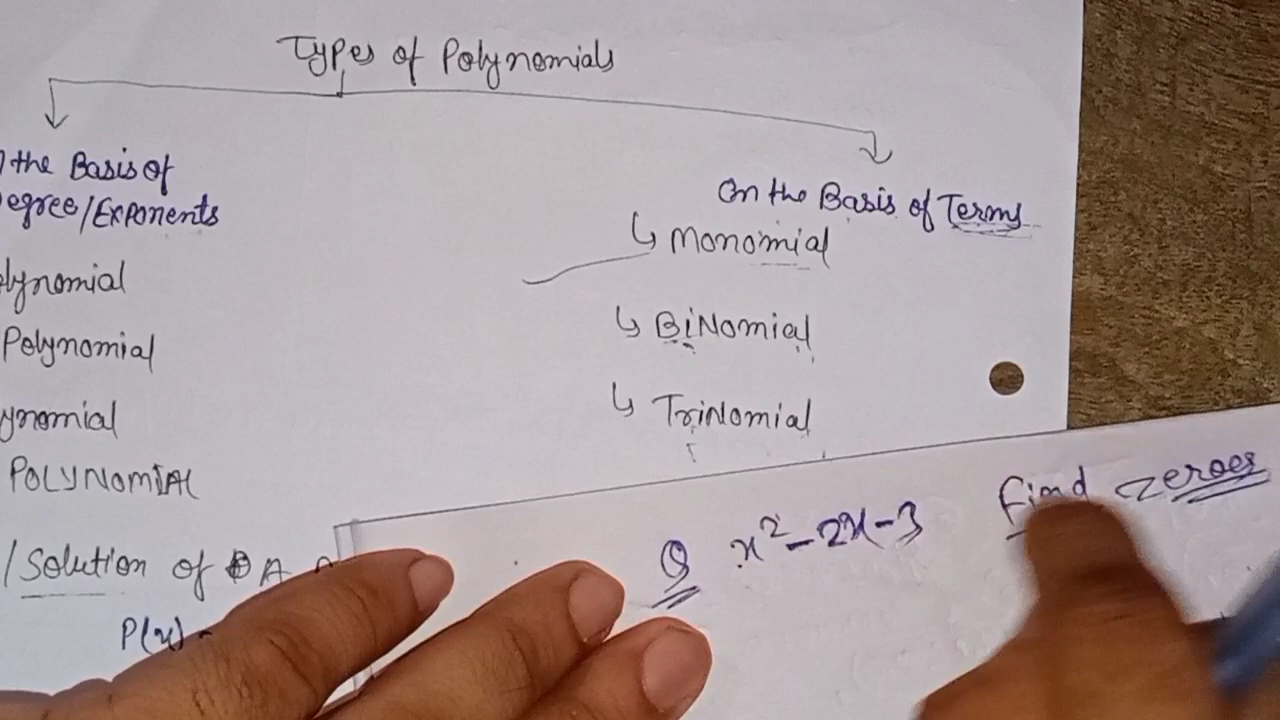 Types of Polynomials
the Basis of
egree/Exponents
lynomial
Polynomial
ynomial
POLYNOMIAL
/Solution of A
P(x)
On the Basis of Terms
↳ Monomial
↳ BiNomial
↳ TriNomial
Q x²-2x-3 Find zeroes